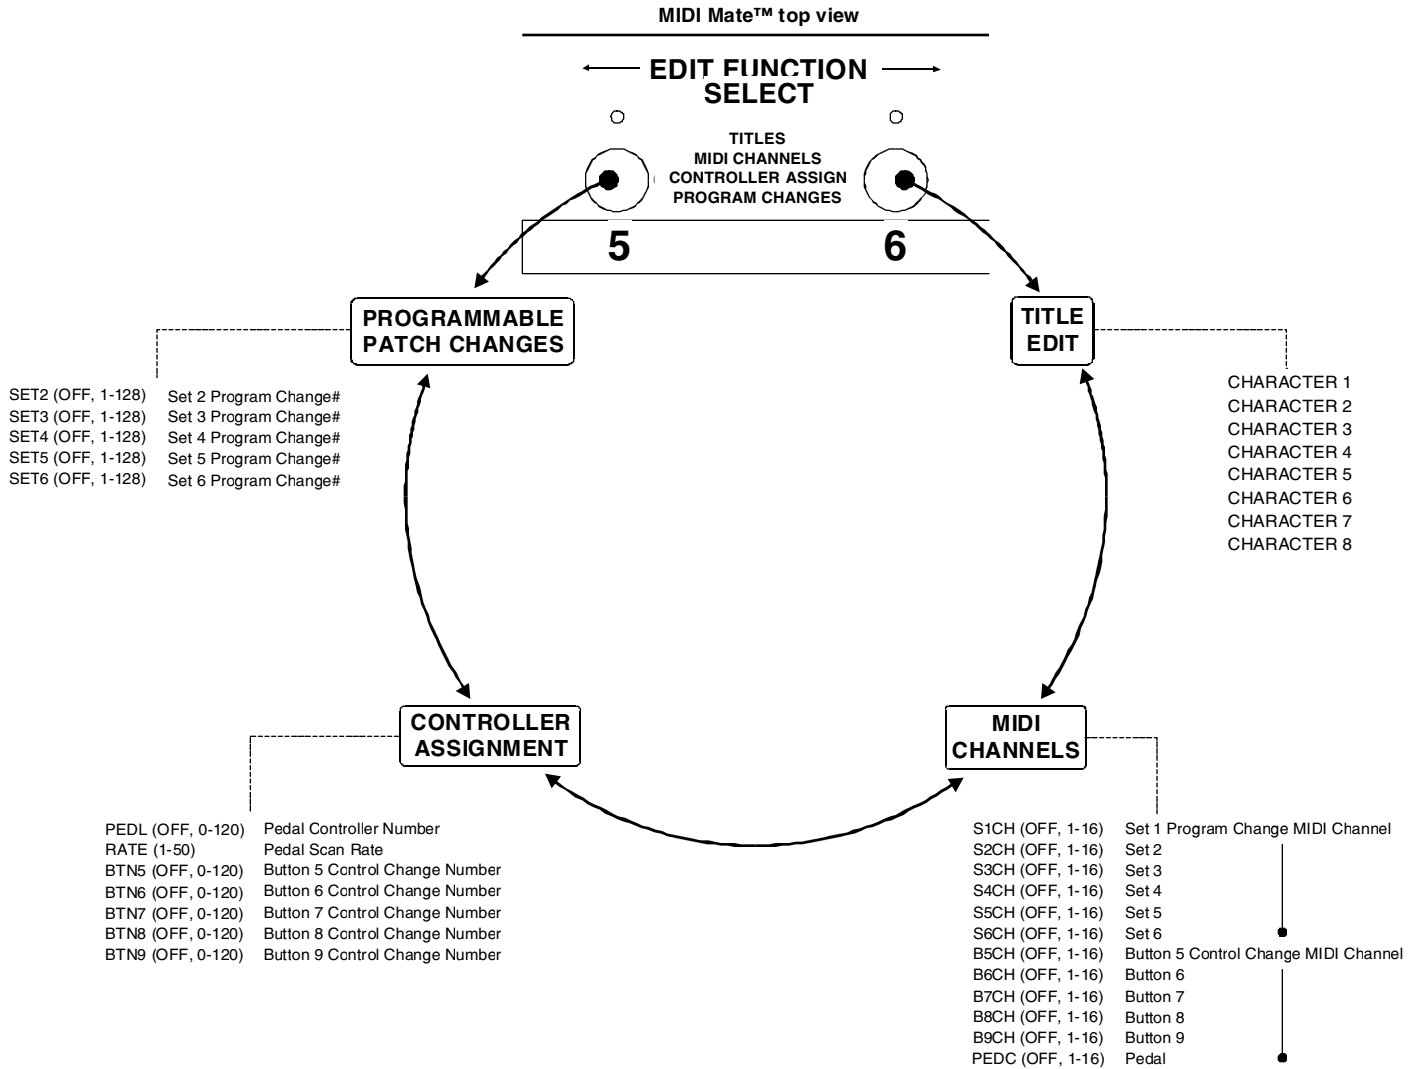 MIDI Mate™ top view
EDIT FUNCTION
SELECT
TITLES
MIDI CHANNELS
CONTROLLER ASSIGN
PROGRAM CHANGES
5 6
PROGRAMMABLE
PATCH CHANGES
TITLE
EDIT
SET2 (OFF, 1-128) Set 2 Program Change#
SET3 (OFF, 1-128) Set 3 Program Change#
SET4 (OFF, 1-128) Set 4 Program Change#
SET5 (OFF, 1-128) Set 5 Program Change#
SET6 (OFF, 1-128) Set 6 Program Change#
CHARACTER 1
CHARACTER 2
CHARACTER 3
CHARACTER 4
CHARACTER 5
CHARACTER 6
CHARACTER 7
CHARACTER 8
CONTROLLER
ASSIGNMENT
MIDI
CHANNELS
PEDL (OFF, 0-120) Pedal Controller Number
RATE (1-50) Pedal Scan Rate
BTN5 (OFF, 0-120) Button 5 Control Change Number
BTN6 (OFF, 0-120) Button 6 Control Change Number
BTN7 (OFF, 0-120) Button 7 Control Change Number
BTN8 (OFF, 0-120) Button 8 Control Change Number
BTN9 (OFF, 0-120) Button 9 Control Change Number
S1CH (OFF, 1-16) Set 1 Program Change MIDI Channel
S2CH (OFF, 1-16) Set 2
S3CH (OFF, 1-16) Set 3
S4CH (OFF, 1-16) Set 4
S5CH (OFF, 1-16) Set 5
S6CH (OFF, 1-16) Set 6
B5CH (OFF, 1-16) Button 5 Control Change MIDI Channel
B6CH (OFF, 1-16) Button 6
B7CH (OFF, 1-16) Button 7
B8CH (OFF, 1-16) Button 8
B9CH (OFF, 1-16) Button 9
PEDC (OFF, 1-16) Pedal